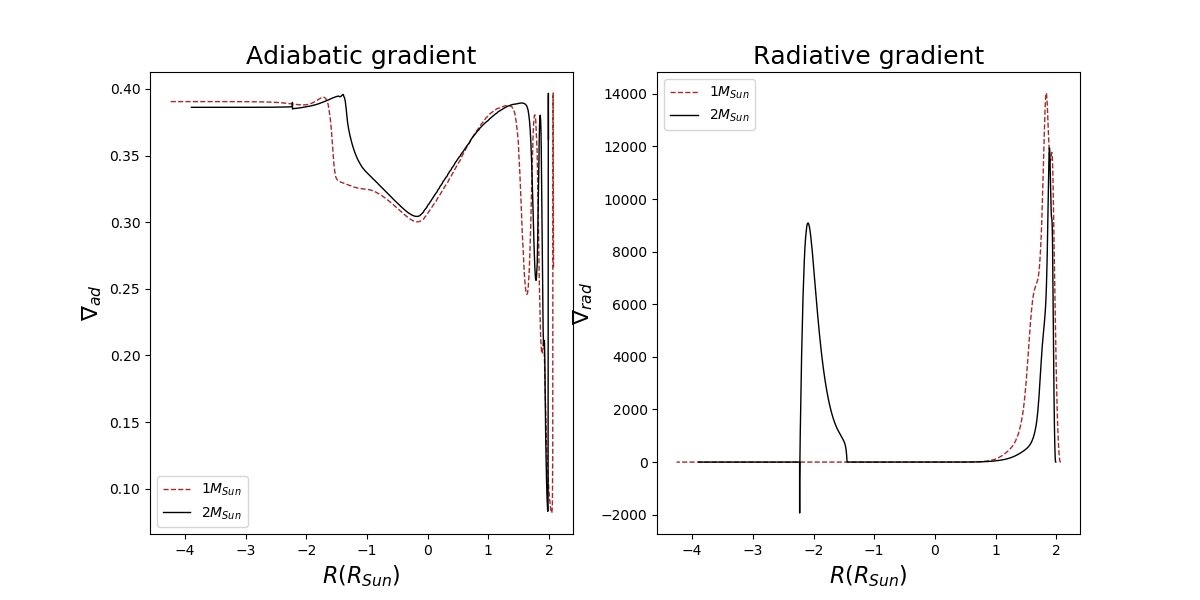 Adiabatic gradient
0.40
0.35
0.30
0.25
0.20
0.15
0.10
∇ad
1MSun
2MSun
−4 −3 −2 −1 0 1 2
R(RSun)
Radiative gradient
14000
12000
10000
8000
6000
4000
2000
0
−2000
∇rad
1MSun
2MSun
−4 −3 −2 −1 0 1 2
R(RSun)